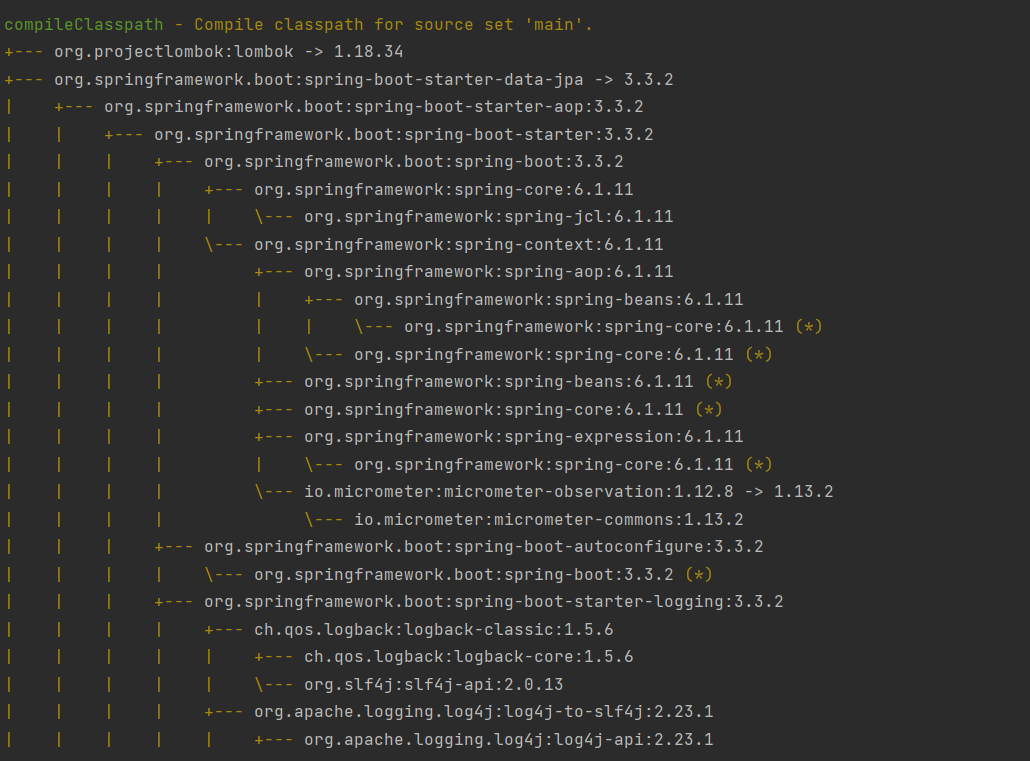 compileClasspath - Compile classpath for source set 'main'.
+--- org.projectlombok:lombok -> 1.18.34
+--- org.springframework.boot:spring-boot-starter-data-jpa -> 3.3.2
|    +--- org.springframework.boot:spring-boot-starter-aop:3.3.2
|    |    +--- org.springframework.boot:spring-boot-starter:3.3.2
|    |    |    +--- org.springframework.boot:spring-boot:3.3.2
|    |    |    |    +--- org.springframework:spring-core:6.1.11
|    |    |    |    |    \--- org.springframework:spring-jcl:6.1.11
|    |    |    |    \--- org.springframework:spring-context:6.1.11
|    |    |    |         +--- org.springframework:spring-aop:6.1.11
|    |    |    |         |    +--- org.springframework:spring-beans:6.1.11
|    |    |    |         |    |    \--- org.springframework:spring-core:6.1.11 (*)
|    |    |    |         |    \--- org.springframework:spring-core:6.1.11 (*)
|    |    |    |         +--- org.springframework:spring-beans:6.1.11 (*)
|    |    |    |         +--- org.springframework:spring-core:6.1.11 (*)
|    |    |    |         +--- org.springframework:spring-expression:6.1.11
|    |    |    |         |    \--- org.springframework:spring-core:6.1.11 (*)
|    |    |    |         \--- io.micrometer:micrometer-observation:1.12.8 -> 1.13.2
|    |    |    |              \--- io.micrometer:micrometer-commons:1.13.2
|    |    |    +--- org.springframework.boot:spring-boot-autoconfigure:3.3.2
|    |    |    |    \--- org.springframework.boot:spring-boot:3.3.2 (*)
|    |    |    +--- org.springframework.boot:spring-boot-starter-logging:3.3.2
|    |    |    |    +--- ch.qos.logback:logback-classic:1.5.6
|    |    |    |    |    +--- ch.qos.logback:logback-core:1.5.6
|    |    |    |    |    \--- org.slf4j:slf4j-api:2.0.13
|    |    |    |    +--- org.apache.logging.log4j:log4j-to-slf4j:2.23.1
|    |    |    |    |    +--- org.apache.logging.log4j:log4j-api:2.23.1